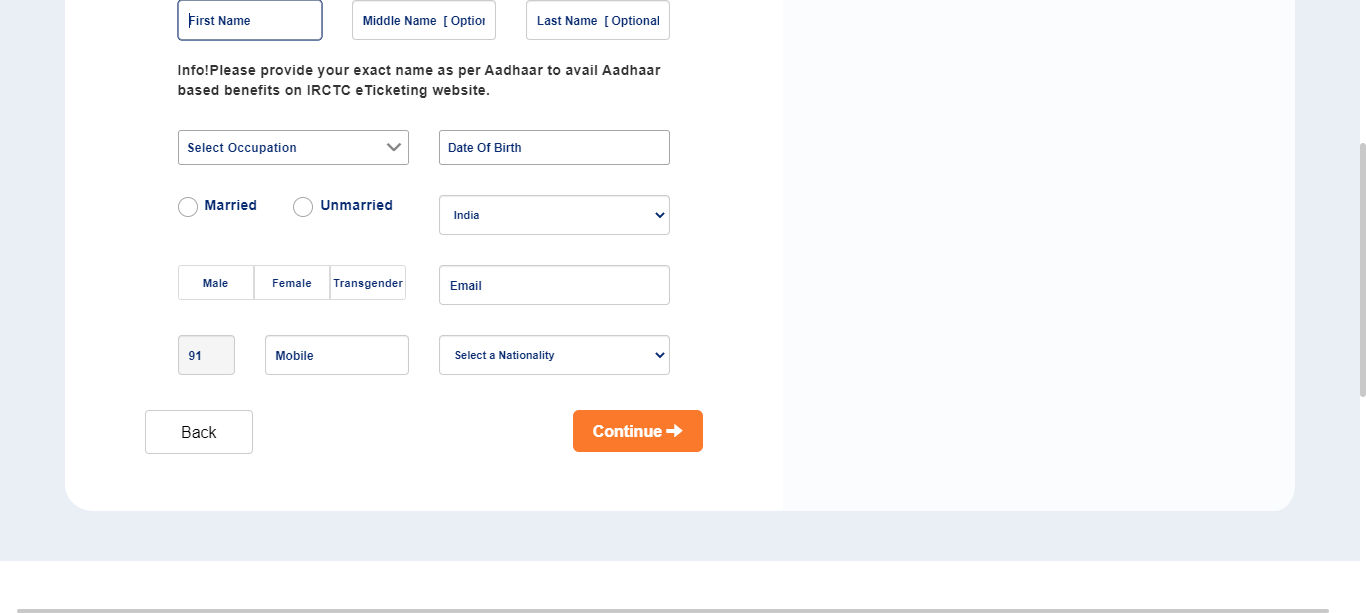 First Name Middle Name [ Option Last Name [ Optional
Info!Please provide your exact name as per Aadhaar to avail Aadhaar
based benefits on IRCTC eTicketing website.
Select Occupation Date Of Birth
Married Unmarried India
Male Female Transgender Email
91 Mobile Select a Nationality
Back Continue